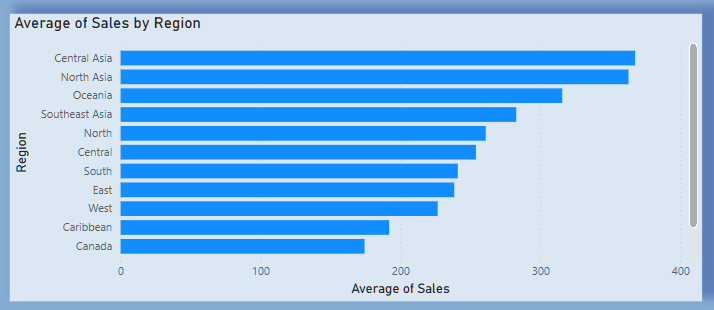 Average of Sales by Region
Region
Central Asia
North Asia
Oceania
Southeast Asia
North
Central
South
East
West
Caribbean
Canada
0 100 200 300 400
Average of Sales